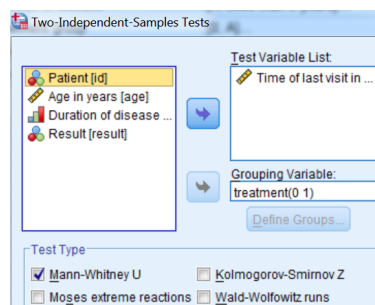 Two-Independent-Samples Tests
Test Variable List:
Patient [id]
Age in years [age]
Duration of disease ...
Result [result]
Time of last visit in ...
Grouping Variable:
treatment(0 1)
Define Groups...
Test Type
Mann-Whitney U
Kolmogorov-Smirnov Z
Moses extreme reactions
Wald-Wolfowitz runs